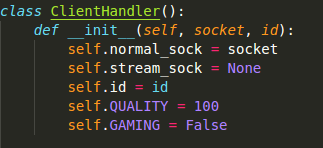 class ClientHandler():
    def __init__(self, socket, id):
        self.normal_sock = socket
        self.stream_sock = None
        self.id = id
        self.QUALITY = 100
        self.GAMING = False